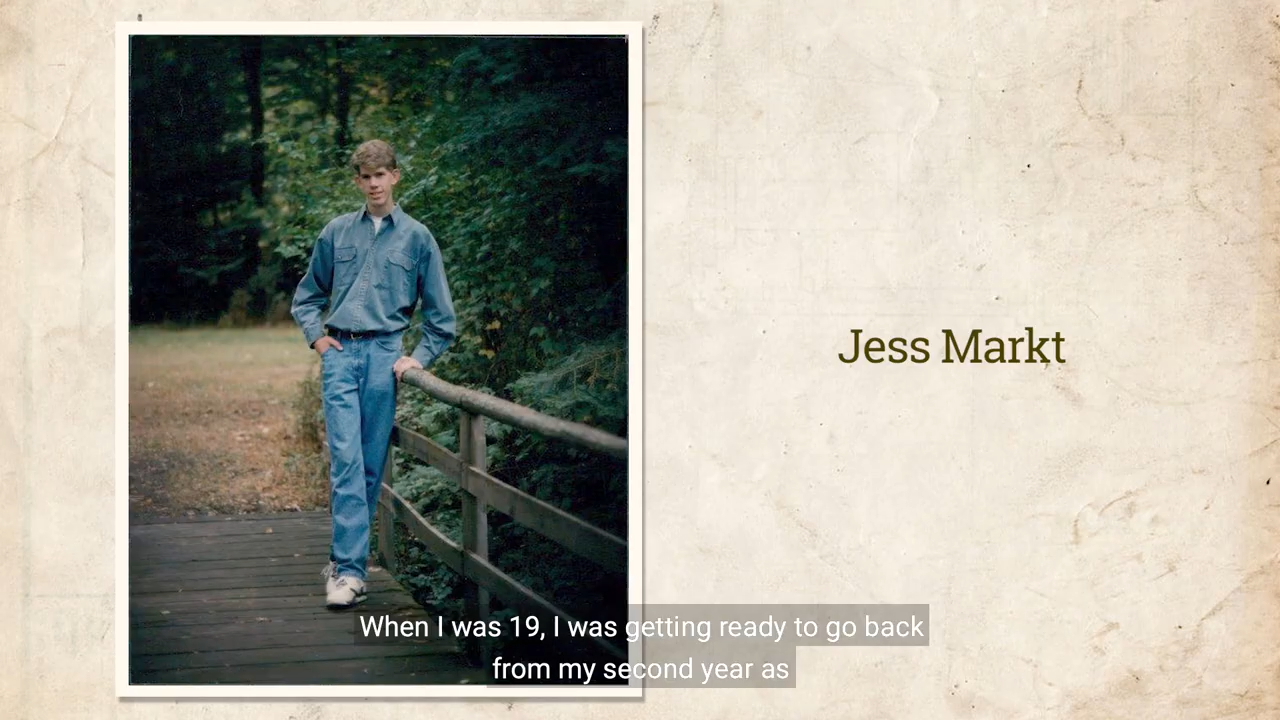 Jess Markt
When I was 19, I was getting ready to go back
from my second year as